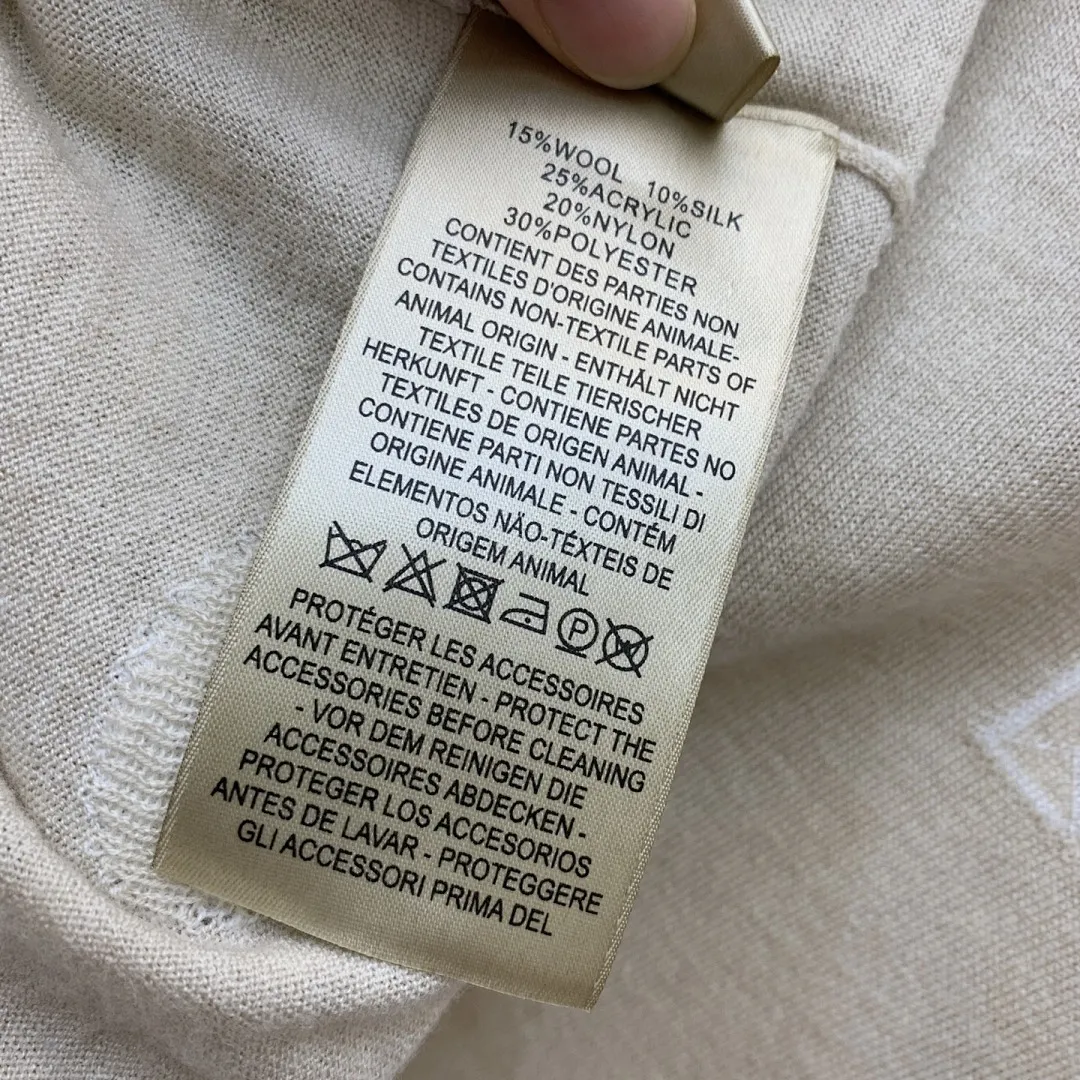 15%WOOL 10%SILK
25%ACRYLIC
20%NYLON
30%POLYESTER
CONTIENT DES PARTIES NON
TEXTILES D'ORIGINE ANIMALE-
CONTAINS NON-TEXTILE PARTS OF
ANIMAL ORIGIN - ENTHÄLT NICHT
TEXTILE TEILE TIERISCHER
HERKUNFT - CONTIENE PARTES NO
TEXTILES DE ORIGEN ANIMAL -
CONTIENE PARTI NON TESSILI DI
ORIGINE ANIMALE - CONTÉM
ELEMENTOS NÃO-TÉXTEIS DE
ORIGEM ANIMAL
P
PROTÉGER LES ACCESSOIRES
AVANT ENTRETIEN - PROTECT THE
ACCESSORIES BEFORE CLEANING
- VOR DEM REINIGEN DIE
ACCESSOIRES ABDECKEN -
PROTEGER LOS ACCESORIOS
ANTES DE LAVAR - PROTEGGERE
GLI ACCESSORI PRIMA DEL